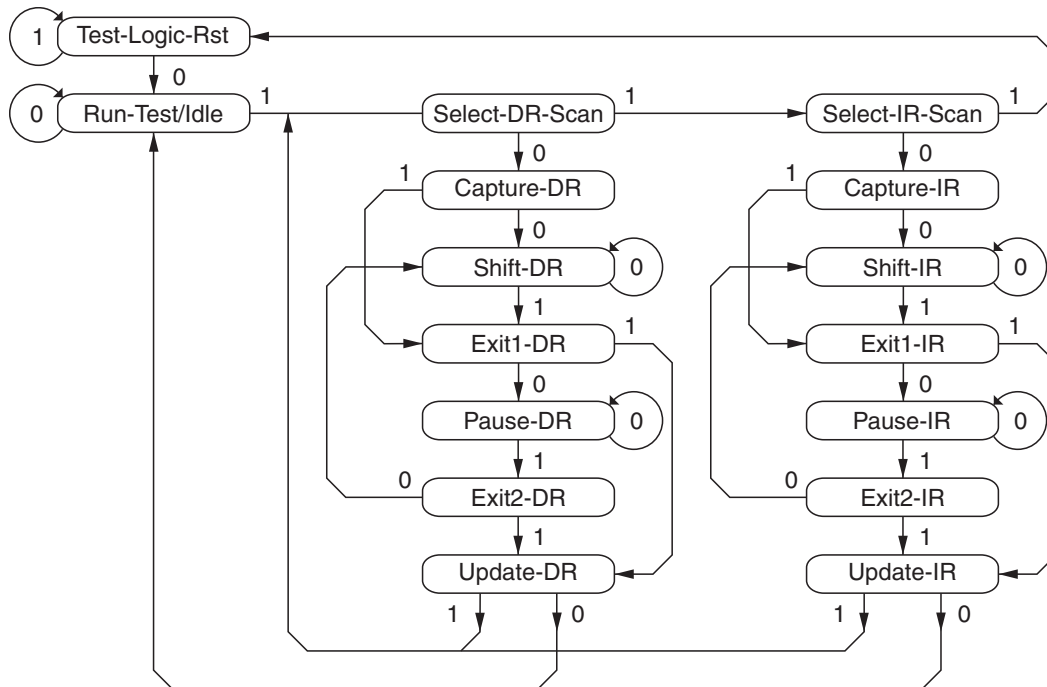 1
Test-Logic-Rst
0
0
Run-Test/Idle
1
Select-DR-Scan
1
Select-IR-Scan
1
0
0
1
Capture-DR
1
Capture-IR
0
0
Shift-DR
0
Shift-IR
0
1
1
Exit1-DR
1
Exit1-IR
1
0
0
Pause-DR
0
Pause-IR
0
1
1
0
Exit2-DR
0
Exit2-IR
1
1
Update-DR
Update-IR
1
0
1
0